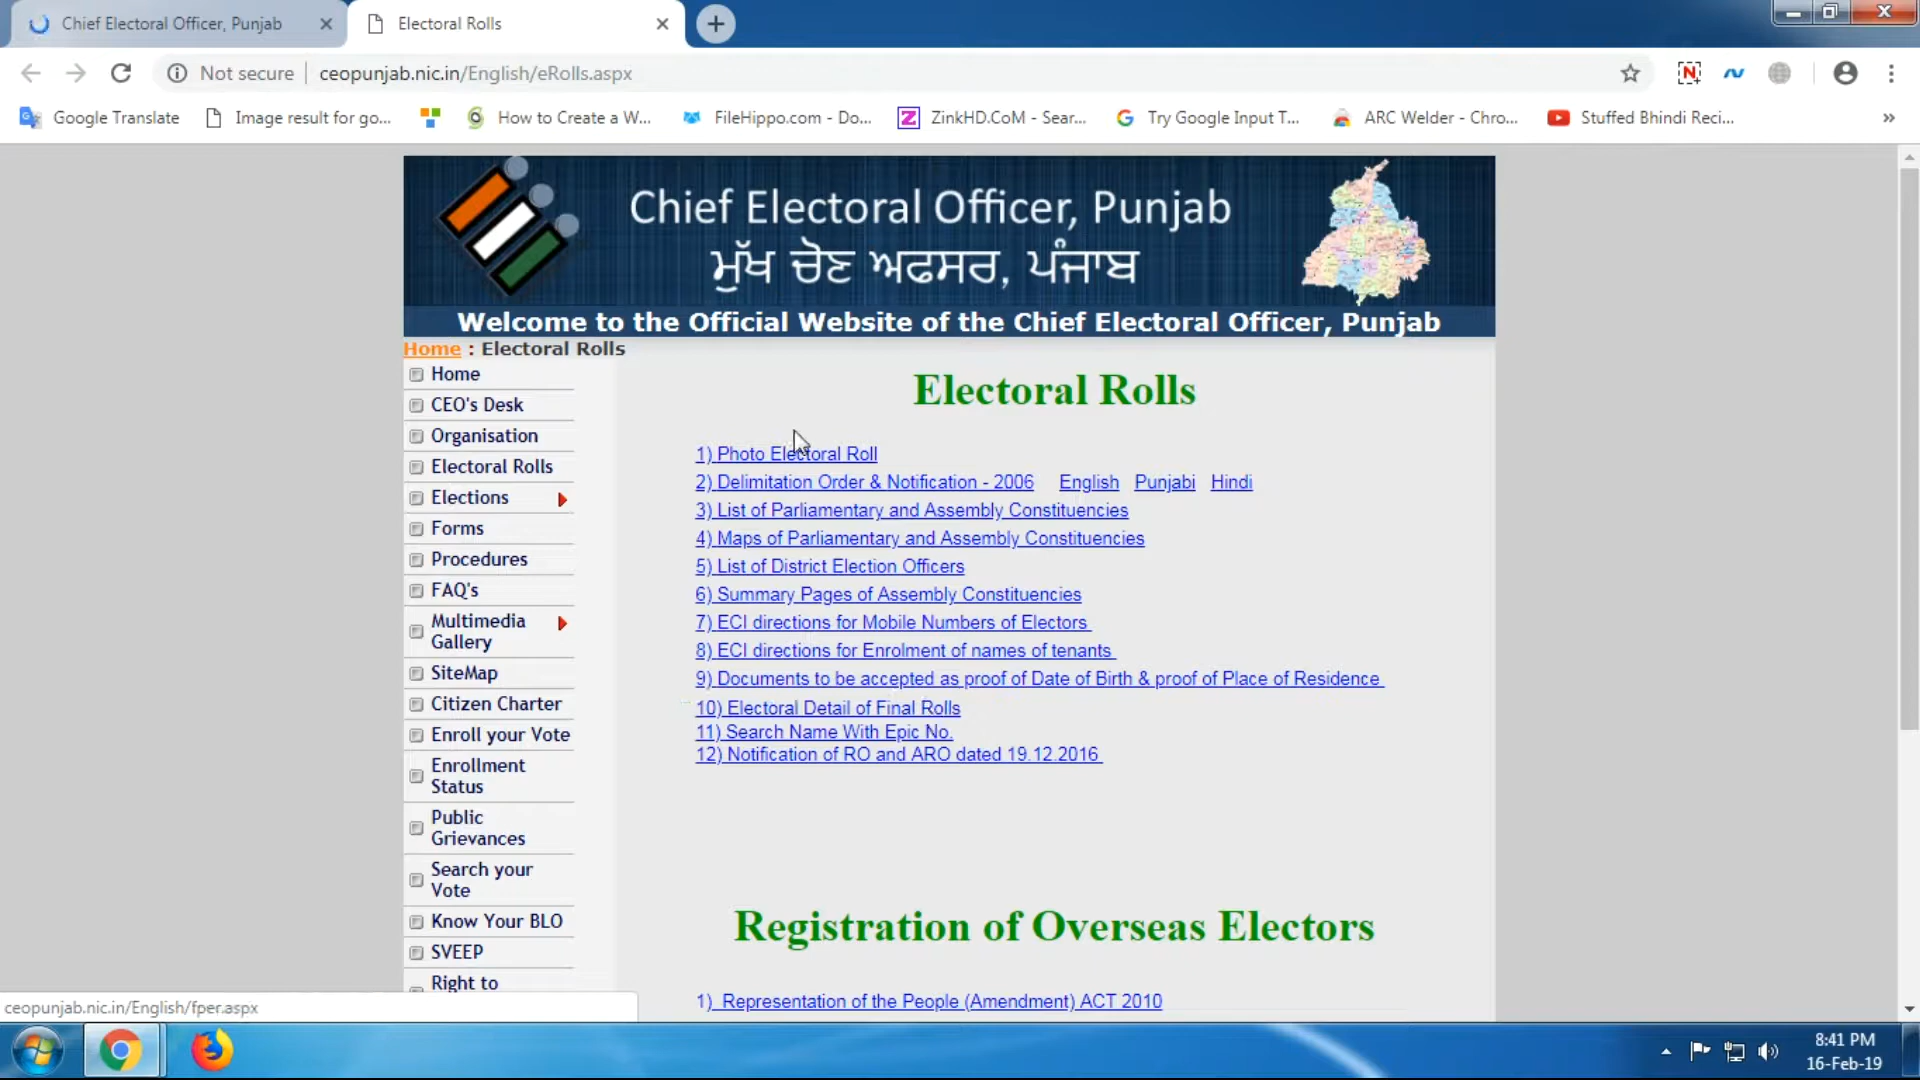 Chief Electoral Officer, Punjab
Electoral Rolls
Not secure
ceopunjab.nic.in/English/eRolls.aspx
Google Translate
Image result for go...
How to Create a W...
FileHippo.com - Do...
ZinkHD.CoM - Sear...
Try Google Input T...
ARC Welder - Chro...
Stuffed Bhindi Reci...
»
Chief Electoral Officer, Punjab
ਮੁੱਖ ਚੋਣ ਅਫਸਰ, ਪੰਜਾਬ
Welcome to the Official Website of the Chief Electoral Officer, Punjab
Home : Electoral Rolls
Home
CEO's Desk
Organisation
Electoral Rolls
Elections
Forms
Procedures
FAQ's
Multimedia
Gallery
SiteMap
Citizen Charter
Enroll your Vote
Enrollment
Status
Public
Grievances
Search your
Vote
Know Your BLO
SVEEP
Right to
Electoral Rolls
1) Photo Electoral Roll
2) Delimitation Order & Notification - 2006 English Punjabi Hindi
3) List of Parliamentary and Assembly Constituencies
4) Maps of Parliamentary and Assembly Constituencies
5) List of District Election Officers
6) Summary Pages of Assembly Constituencies
7) ECI directions for Mobile Numbers of Electors
8) ECI directions for Enrolment of names of tenants
9) Documents to be accepted as proof of Date of Birth & proof of Place of Residence
10) Electoral Detail of Final Rolls
11) Search Name With Epic No.
12) Notification of RO and ARO dated 19.12.2016
Registration of Overseas Electors
1) Representation of the People (Amendment) ACT 2010
ceopunjab.nic.in/English/fper.aspx
8:41 PM
16-Feb-19